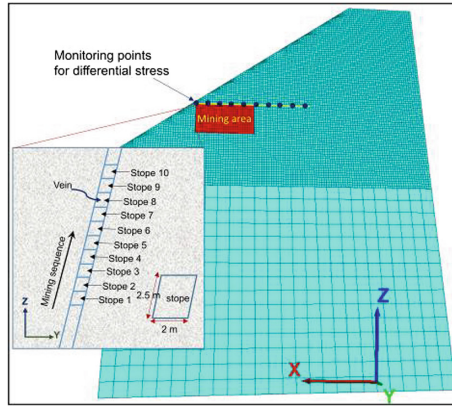 Monitoring points
for differential stress
Mining area
Vein
Mining sequence
Stope 10
Stope 9
Stope 8
Stope 7
Stope 6
Stope 5
Stope 4
Stope 3
Stope 2
Stope 1
2.5 m
stope
2 m
Z
Y
Z
X
Y